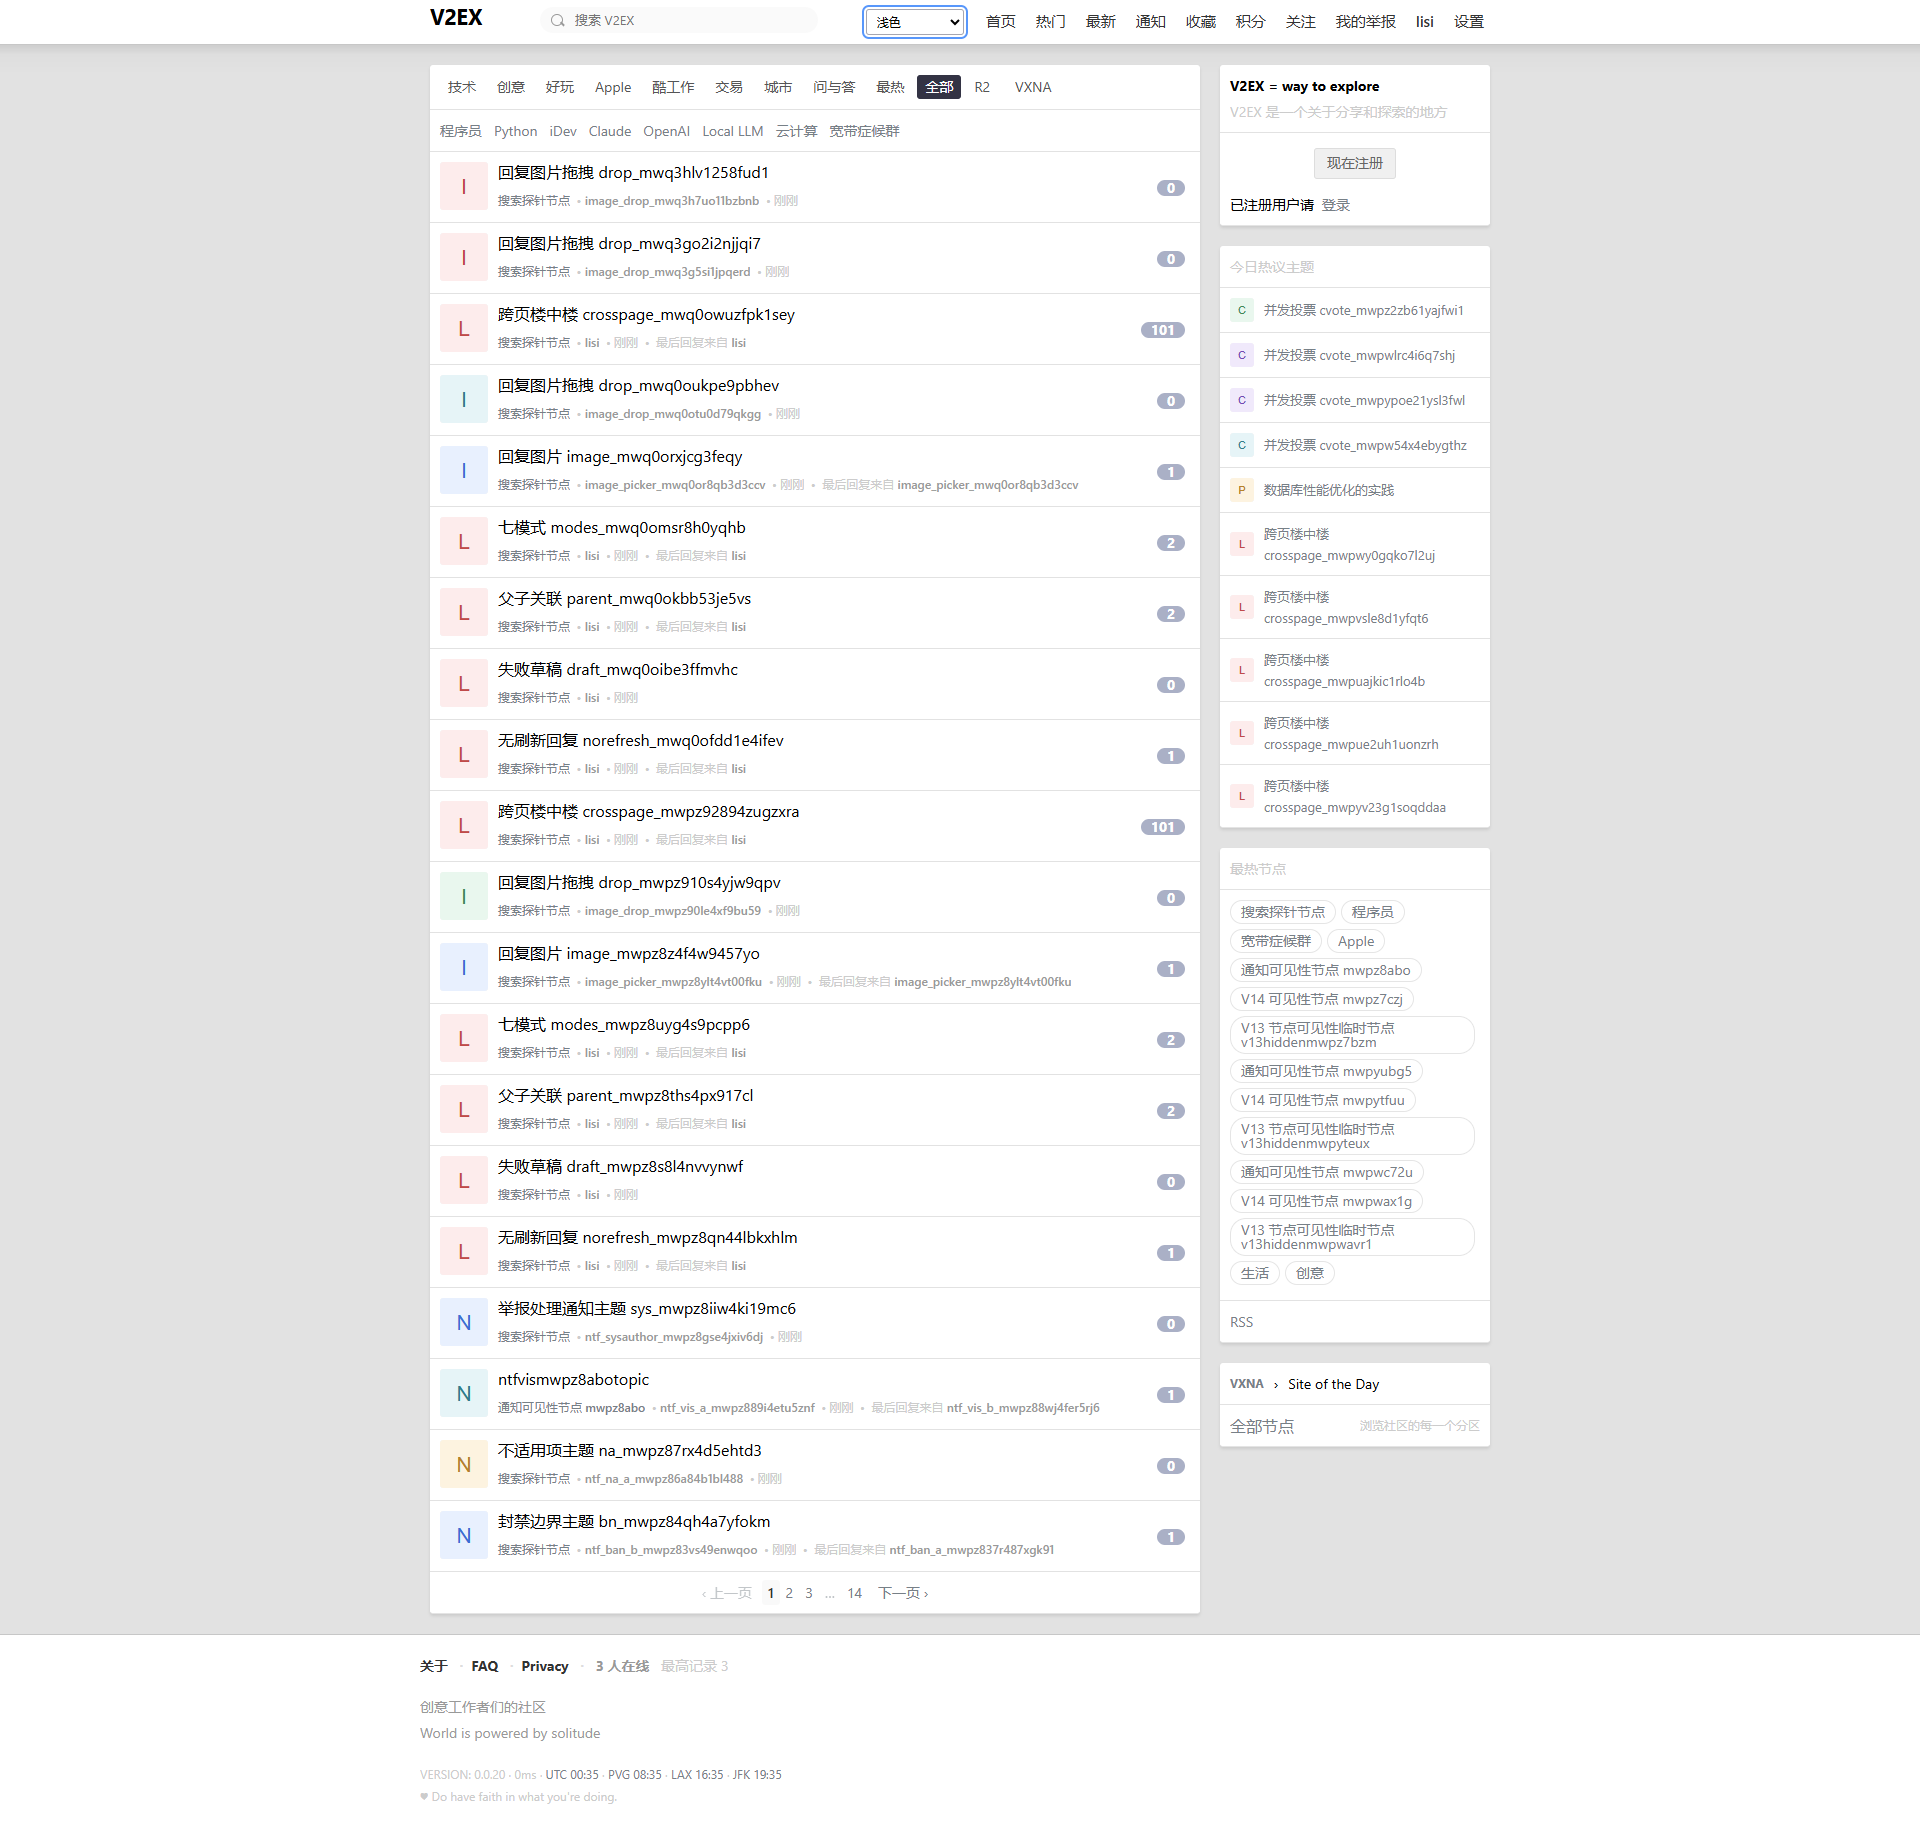 V2EX
搜索 V2EX
浅色
首页 热门 最新 通知 收藏 积分 关注 我的举报 lisi 设置
技术 创意 好玩 Apple 酷工作 交易 城市 问与答 最热 全部 R2 VXNA
程序员 Python iDev Claude OpenAI Local LLM 云计算 宽带症候群
I
回复图片拖拽 drop_mwq3hlv1258fud1
搜索探针节点 • image_drop_mwq3h7uo11bzbnb • 刚刚
0
I
回复图片拖拽 drop_mwq3go2i2njjqi7
搜索探针节点 • image_drop_mwq3g5si1jpqerd • 刚刚
0
L
跨页楼中楼 crosspage_mwq0owuzfpk1sey
搜索探针节点 • lisi • 刚刚 • 最后回复来自 lisi
101
I
回复图片拖拽 drop_mwq0oukpe9pbhev
搜索探针节点 • image_drop_mwq0otu0d79qkgg • 刚刚
0
I
回复图片 image_mwq0orxjcg3feqy
搜索探针节点 • image_picker_mwq0or8qb3d3ccv • 刚刚 • 最后回复来自 image_picker_mwq0or8qb3d3ccv
1
L
七模式 modes_mwq0omsr8h0yqhb
搜索探针节点 • lisi • 刚刚 • 最后回复来自 lisi
2
L
父子关联 parent_mwq0okbb53je5vs
搜索探针节点 • lisi • 刚刚 • 最后回复来自 lisi
2
L
失败草稿 draft_mwq0oibe3ffmvhc
搜索探针节点 • lisi • 刚刚
0
L
无刷新回复 norefresh_mwq0ofdd1e4ifev
搜索探针节点 • lisi • 刚刚 • 最后回复来自 lisi
1
L
跨页楼中楼 crosspage_mwpz92894zugzxra
搜索探针节点 • lisi • 刚刚 • 最后回复来自 lisi
101
I
回复图片拖拽 drop_mwpz910s4yjw9qpv
搜索探针节点 • image_drop_mwpz90le4xf9bu59 • 刚刚
0
I
回复图片 image_mwpz8z4f4w9457yo
搜索探针节点 • image_picker_mwpz8ylt4vt00fku • 刚刚 • 最后回复来自 image_picker_mwpz8ylt4vt00fku
1
L
七模式 modes_mwpz8uyg4s9pcpp6
搜索探针节点 • lisi • 刚刚 • 最后回复来自 lisi
2
L
父子关联 parent_mwpz8ths4px917cl
搜索探针节点 • lisi • 刚刚 • 最后回复来自 lisi
2
L
失败草稿 draft_mwpz8s8l4nvvynwf
搜索探针节点 • lisi • 刚刚
0
L
无刷新回复 norefresh_mwpz8qn44lbkxhlm
搜索探针节点 • lisi • 刚刚 • 最后回复来自 lisi
1
N
举报处理通知主题 sys_mwpz8iiw4ki19mc6
搜索探针节点 • ntf_sysauthor_mwpz8gse4jxiv6dj • 刚刚
0
N
ntfvismwpz8abotopic
通知可见性节点 mwpz8abo • ntf_vis_a_mwpz889i4etu5znf • 刚刚 • 最后回复来自 ntf_vis_b_mwpz88wj4fer5rj6
1
N
不适用项主题 na_mwpz87rx4d5ehtd3
搜索探针节点 • ntf_na_a_mwpz86a84b1bl488 • 刚刚
0
N
封禁边界主题 bn_mwpz84qh4a7yfokm
搜索探针节点 • ntf_ban_b_mwpz83vs49enwqoo • 刚刚 • 最后回复来自 ntf_ban_a_mwpz837r487xgk91
1
‹ 上一页 1 2 3 … 14 下一页 ›
V2EX = way to explore
V2EX 是一个关于分享和探索的地方
现在注册
已注册用户请 登录
今日热议主题
C
并发投票 cvote_mwpz2zb61yajfwi1
C
并发投票 cvote_mwpwlrc4i6q7shj
C
并发投票 cvote_mwpypoe21ysl3fwl
C
并发投票 cvote_mwpw54x4ebygthz
P
数据库性能优化的实践
L
跨页楼中楼
crosspage_mwpwy0gqko7l2uj
L
跨页楼中楼
crosspage_mwpvsle8d1yfqt6
L
跨页楼中楼
crosspage_mwpuajkic1rlo4b
L
跨页楼中楼
crosspage_mwpue2uh1uonzrh
L
跨页楼中楼
crosspage_mwpyv23g1soqddaa
最热节点
搜索探针节点 程序员
宽带症候群 Apple
通知可见性节点 mwpz8abo
V14 可见性节点 mwpz7czj
V13 节点可见性临时节点
v13hiddenmwpz7bzm
通知可见性节点 mwpyubg5
V14 可见性节点 mwpytfuu
V13 节点可见性临时节点
v13hiddenmwpyteux
通知可见性节点 mwpwc72u
V14 可见性节点 mwpwax1g
V13 节点可见性临时节点
v13hiddenmwpwavr1
生活 创意
RSS
VXNA › Site of the Day
全部节点 浏览社区的每一个分区
关于 · FAQ · Privacy · 3 人在线 最高记录 3
创意工作者们的社区
World is powered by solitude
VERSION: 0.0.20 · 0ms · UTC 00:35 · PVG 08:35 · LAX 16:35 · JFK 19:35
♥ Do have faith in what you're doing.